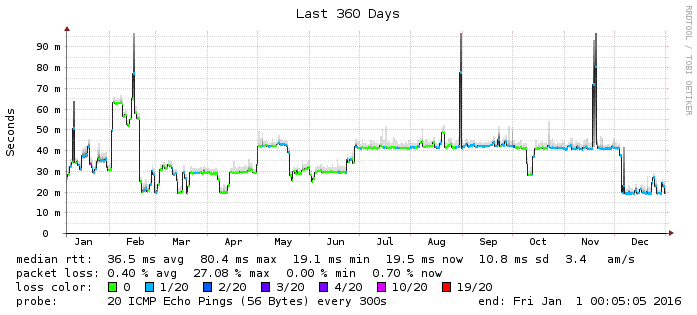 Last 360 Days
RRDTOOL / TOBI OETIKER
Seconds
90 m
80 m
70 m
60 m
50 m
40 m
30 m
20 m
10 m
0
Jan Feb Mar Apr May Jun Jul Aug Sep Oct Nov Dec
median rtt: 36.5 ms avg 80.4 ms max 19.1 ms min 19.5 ms now 10.8 ms sd 3.4 am/s
packet loss: 0.40 % avg 27.08 % max 0.00 % min 0.70 % now
loss color: 0 1/20 2/20 3/20 4/20 10/20 19/20
probe: 20 ICMP Echo Pings (56 Bytes) every 300s end: Fri Jan 1 00:05:05 2016